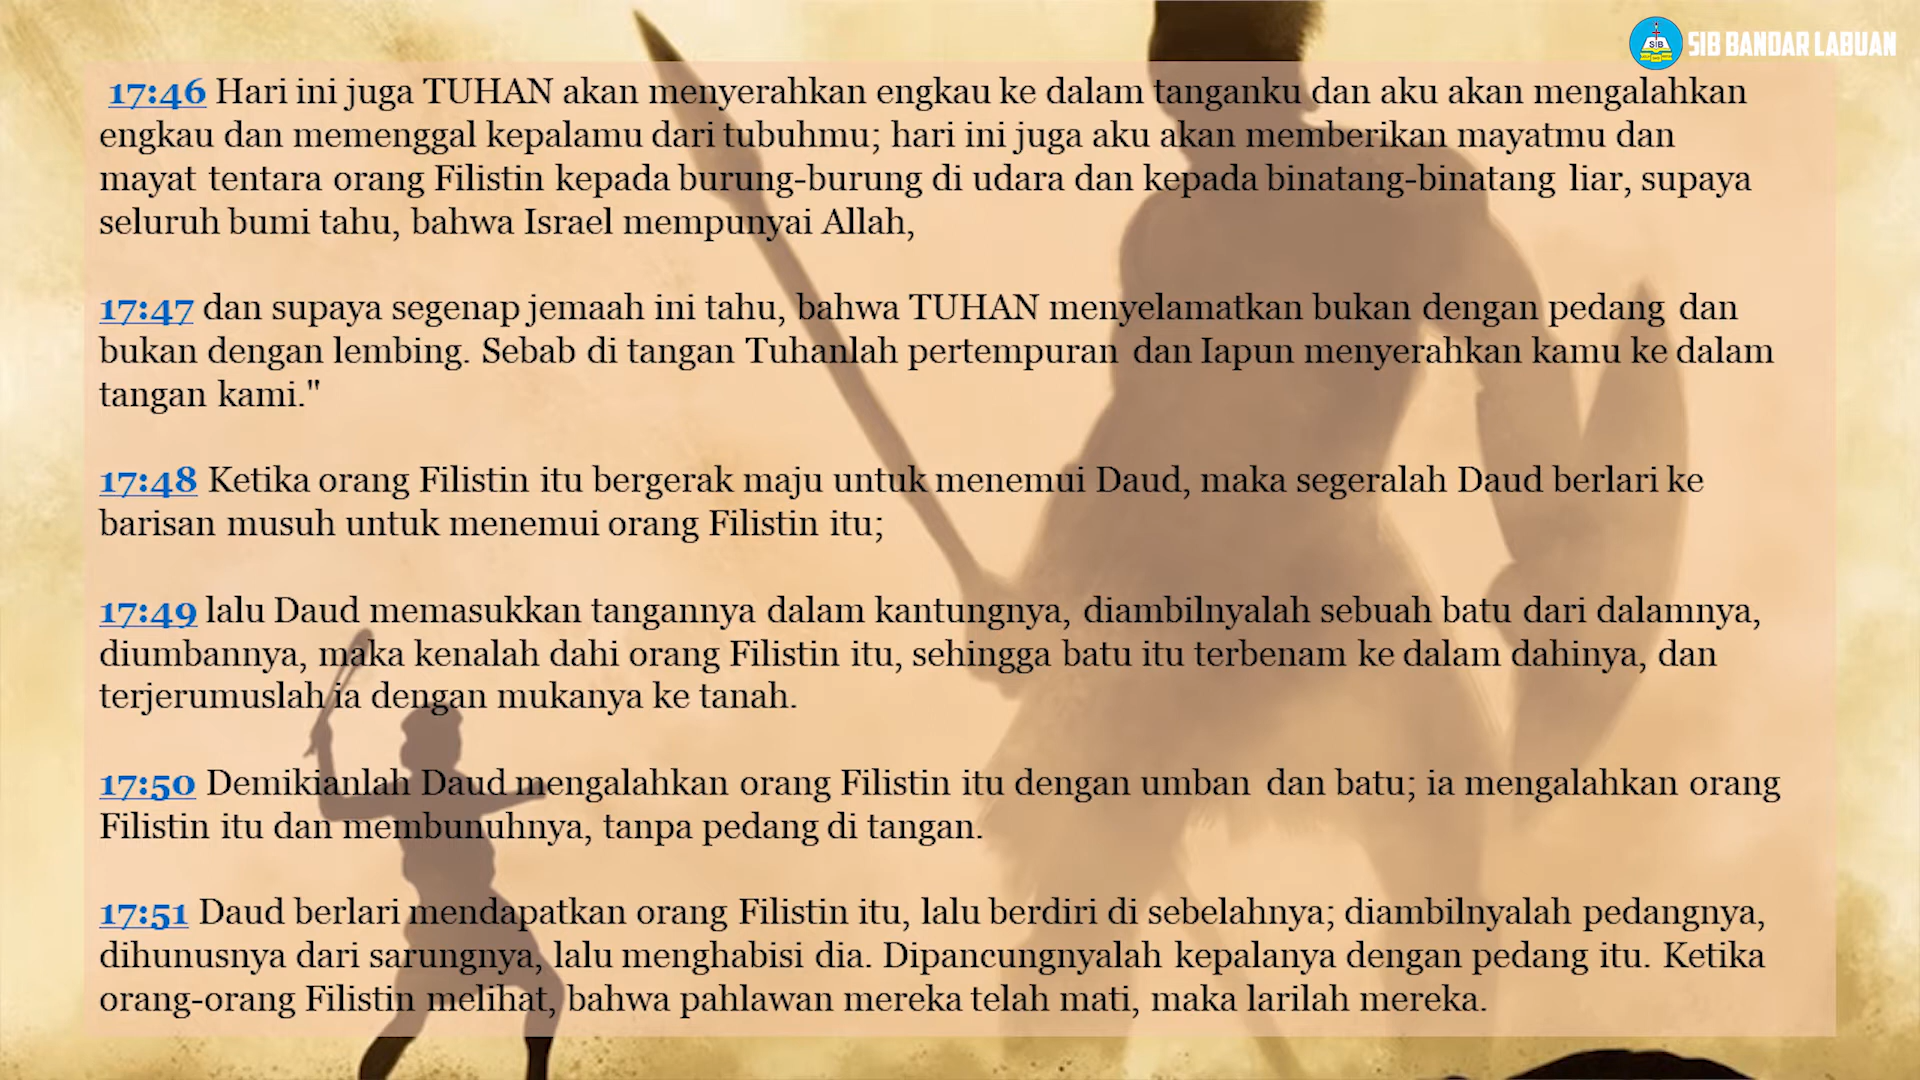 SIB BANDAR LABUAN
SIB
17:46 Hari ini juga TUHAN akan menyerahkan engkau ke dalam tanganku dan aku akan mengalahkan
engkau dan memenggal kepalamu dari tubuhmu; hari ini juga aku akan memberikan mayatmu dan
mayat tentara orang Filistin kepada burung-burung di udara dan kepada binatang-binatang liar, supaya
seluruh bumi tahu, bahwa Israel mempunyai Allah,
17:47 dan supaya segenap jemaah ini tahu, bahwa TUHAN menyelamatkan bukan dengan pedang dan
bukan dengan lembing. Sebab di tangan Tuhanlah pertempuran dan Iapun menyerahkan kamu ke dalam
tangan kami."
17:48 Ketika orang Filistin itu bergerak maju untuk menemui Daud, maka segeralah Daud berlari ke
barisan musuh untuk menemui orang Filistin itu;
17:49 lalu Daud memasukkan tangannya dalam kantungnya, diambilnyalah sebuah batu dari dalamnya,
diumbannya, maka kenalah dahi orang Filistin itu, sehingga batu itu terbenam ke dalam dahinya, dan
terjerumuslah ia dengan mukanya ke tanah.
17:50 Demikianlah Daud mengalahkan orang Filistin itu dengan umban dan batu; ia mengalahkan orang
Filistin itu dan membunuhnya, tanpa pedang di tangan.
17:51 Daud berlari mendapatkan orang Filistin itu, lalu berdiri di sebelahnya; diambilnyalah pedangnya,
dihunusnya dari sarungnya, lalu menghabisi dia. Dipancungnyalah kepalanya dengan pedang itu. Ketika
orang-orang Filistin melihat, bahwa pahlawan mereka telah mati, maka larilah mereka.